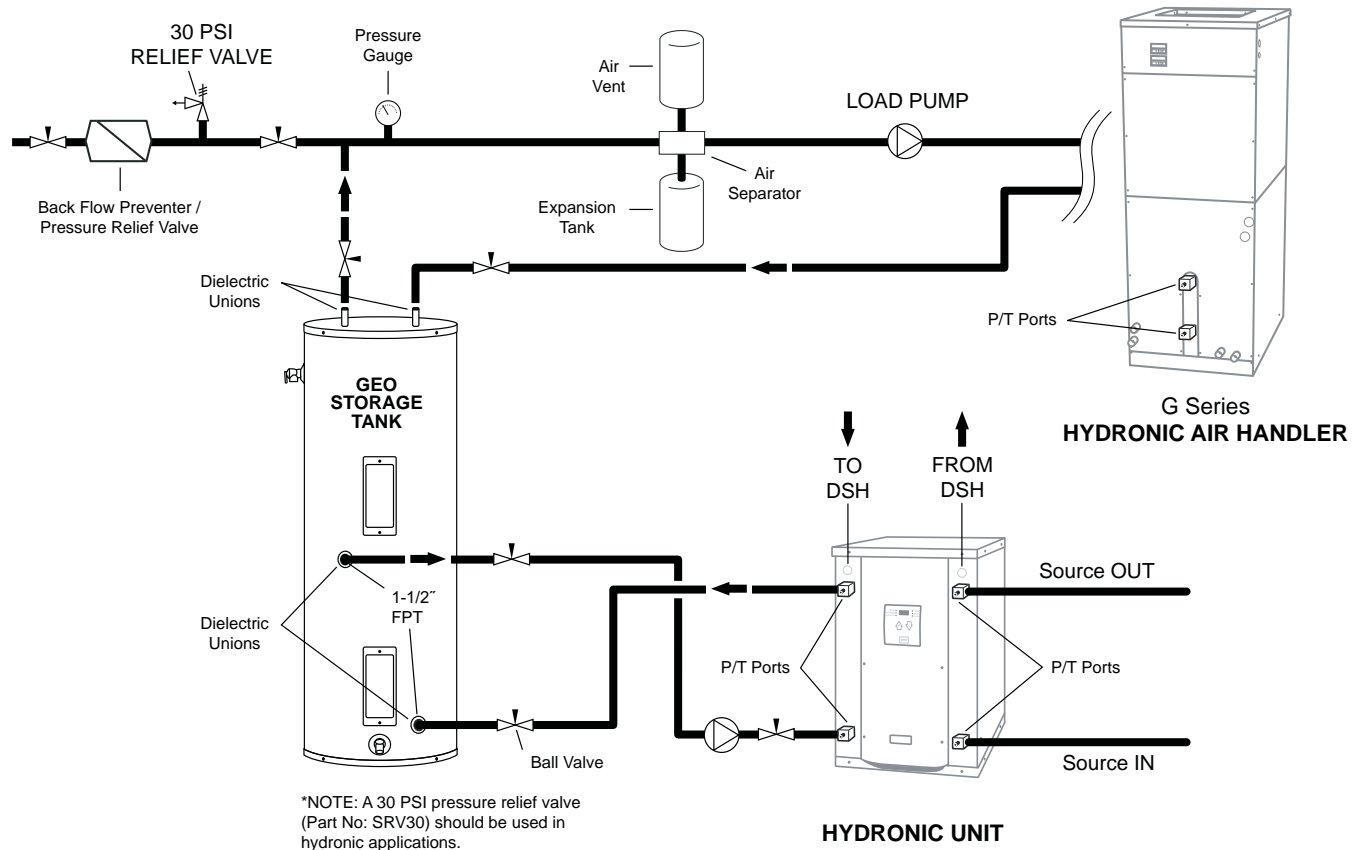 30 PSI
RELIEF VALVE
Pressure
Gauge
Air
Vent
LOAD PUMP
Air
Separator
Back Flow Preventer /
Pressure Relief Valve
Expansion
Tank
Dielectric
Unions
P/T Ports
GEO
STORAGE
TANK
G Series
HYDRONIC AIR HANDLER
TO
DSH
FROM
DSH
Source OUT
1-1/2˝
FPT
Dielectric
Unions
P/T Ports
P/T Ports
Ball Valve
Source IN
*NOTE: A 30 PSI pressure relief valve
(Part No: SRV30) should be used in
hydronic applications.
HYDRONIC UNIT